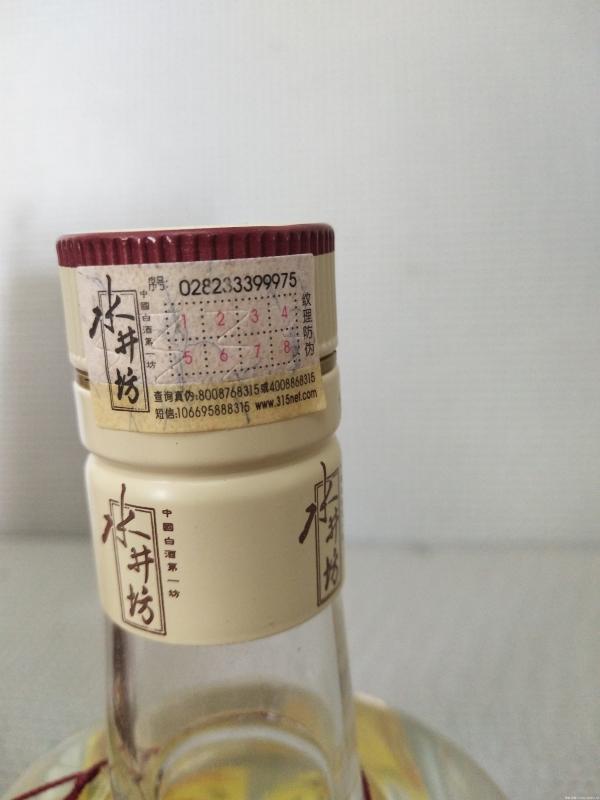 序号 028233399975
水井坊
中國白酒第一坊
1 2 3 4
5 6 7 8
纹理防伪
查询真伪:8008768315或4008868315
短信:106695888315 www.315net.com
水井坊
中國白酒第一坊
水井坊